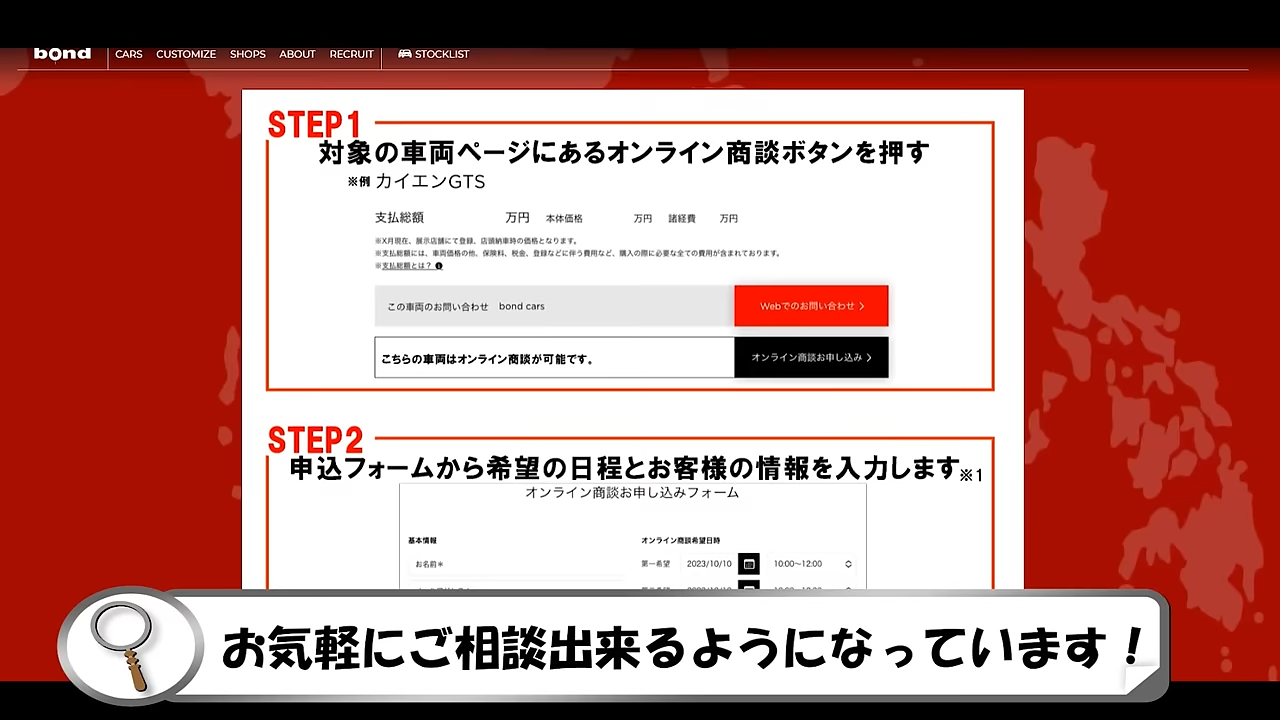 bond CARS CUSTOMIZE SHOPS ABOUT RECRUIT STOCKLIST
STEP1
対象の車両ページにあるオンライン商談ボタンを押す
※例 カイエンGTS
支払総額 万円 本体価格 万円 諸経費 万円
※X月現在、展示店舗にて登録、店頭納車時の価格となります。
※支払総額には、車両価格の他、保険料、税金、登録などに伴う費用など、購入の際に必要な全ての費用が含まれております。
※支払総額とは?
この車両のお問い合わせ bond cars Webでのお問い合わせ
こちらの車両はオンライン商談が可能です。 オンライン商談お申し込み
STEP2
申込フォームから希望の日程とお客様の情報を入力します※1
オンライン商談お申し込みフォーム
基本情報 オンライン商談希望日時
お名前* 第一希望 2023/10/10 10:00~12:00
お気軽にご相談出来るようになっています!